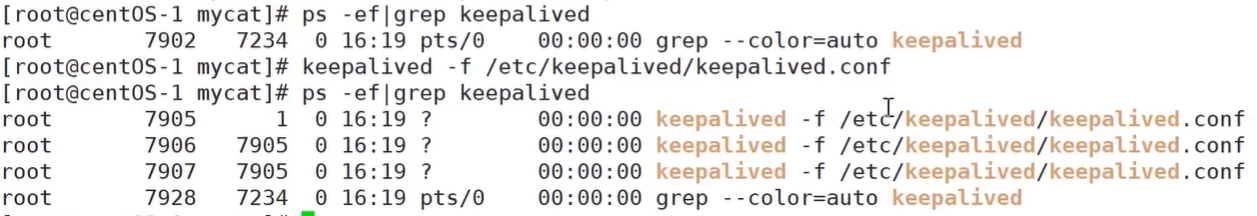 [root@centOS-1 mycat]# ps -ef|grep keepalived
root 7902 7234 0 16:19 pts/0 00:00:00 grep --color=auto keepalived
[root@centOS-1 mycat]# keepalived -f /etc/keepalived/keepalived.conf
[root@centOS-1 mycat]# ps -ef|grep keepalived
root 7905 1 0 16:19 ? 00:00:00 keepalived -f /etc/keepalived/keepalived.conf
root 7906 7905 0 16:19 ? 00:00:00 keepalived -f /etc/keepalived/keepalived.conf
root 7907 7905 0 16:19 ? 00:00:00 keepalived -f /etc/keepalived/keepalived.conf
root 7928 7234 0 16:19 pts/0 00:00:00 grep --color=auto keepalived